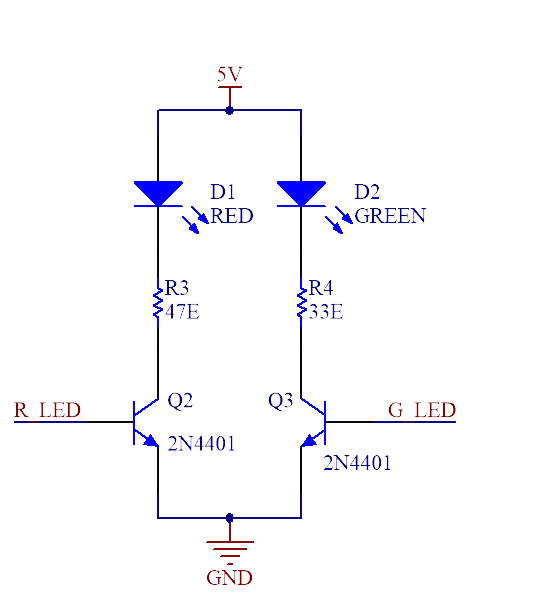 5V
D1
RED
D2
GREEN
R3
47E
R4
33E
R_LED
Q2
2N4401
Q3
2N4401
G_LED
GND